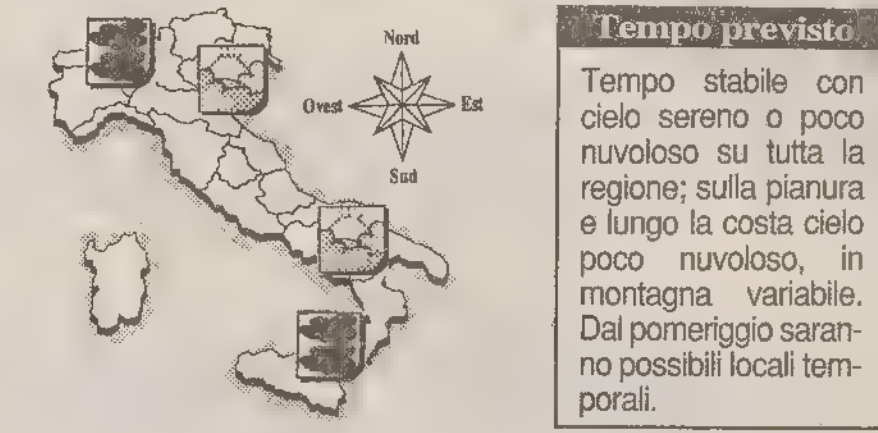 Nord
Ovest
Est
Sud
Tempo previsto
Tempo stabile con
cielo sereno o poco
nuvoloso su tutta la
regione; sulla pianura
e lungo la costa cielo
poco nuvoloso, in
montagna variabile.
Dal pomeriggio saran-
no possibili locali tem-
porali.